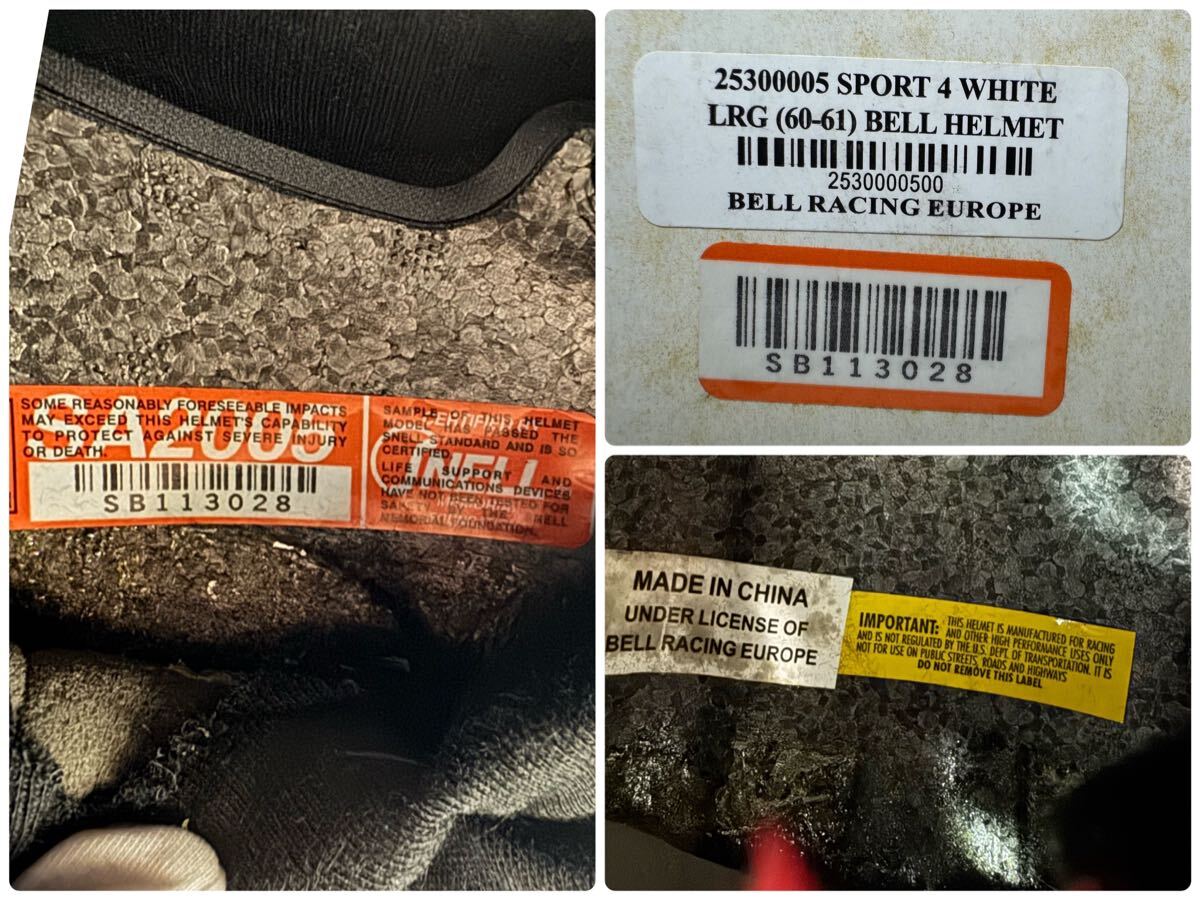 SOME REASONABLY FORESEEABLE IMPACTS
MAY EXCEED THIS HELMET'S CAPABILITY
TO PROTECT AGAINST SEVERE INJURY
OR DEATH.
SA2005
SB113028
SAMPLE OF THIS HELMET
MODEL HAS PASSED THE
SNELL STANDARD AND IS SO
CERTIFIED.
LIFE SUPPORT AND
COMMUNICATIONS DEVICES
HAVE NOT BEEN TESTED FOR
SAFETY BY THE SNELL
MEMORIAL FOUNDATION.
CERTIFIED
SNELL
25300005 SPORT 4 WHITE
LRG (60-61) BELL HELMET
2530000500
BELL RACING EUROPE
SB113028
MADE IN CHINA
UNDER LICENSE OF
BELL RACING EUROPE
IMPORTANT: THIS HELMET IS MANUFACTURED FOR RACING
AND OTHER HIGH PERFORMANCE USES ONLY
AND IS NOT REGULATED BY THE U.S. DEPT. OF TRANSPORTATION. IT IS
NOT FOR USE ON PUBLIC STREETS, ROADS AND HIGHWAYS
DO NOT REMOVE THIS LABEL